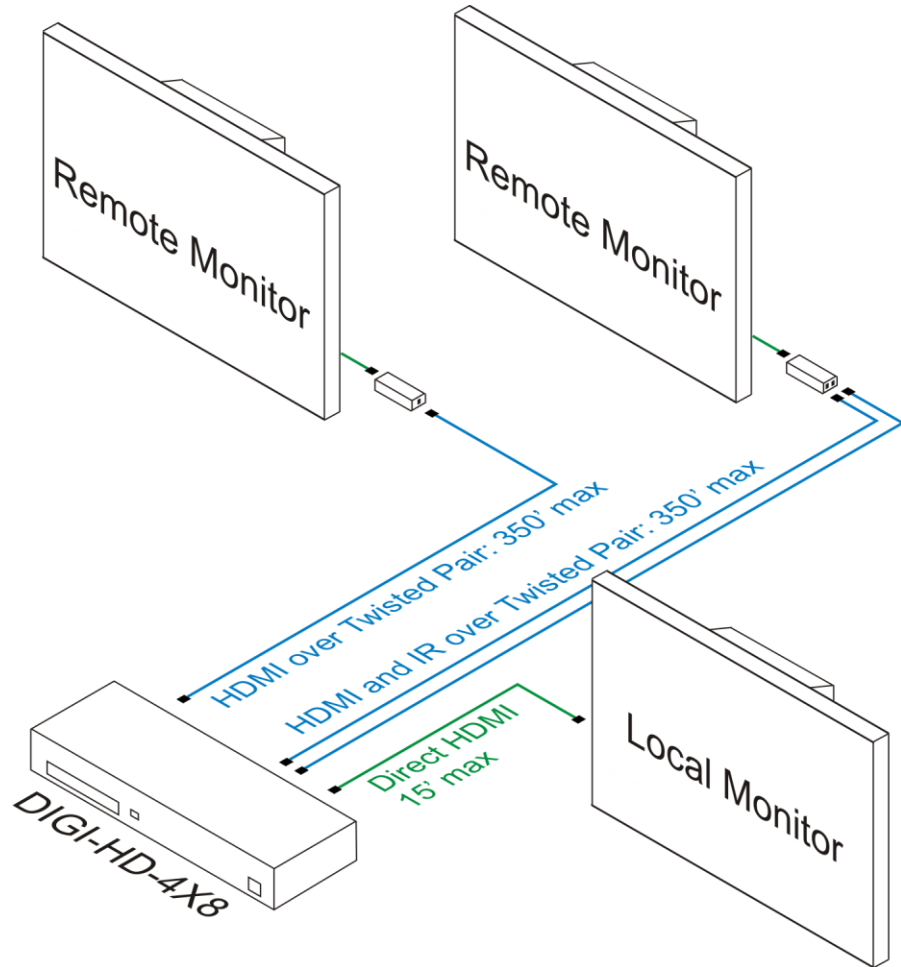 Remote Monitor
Remote Monitor
HDMI over Twisted Pair: 350' max
HDMI and IR over Twisted Pair: 350' max
Direct HDMI
15' max
Local Monitor
DIGI-HD-4X8